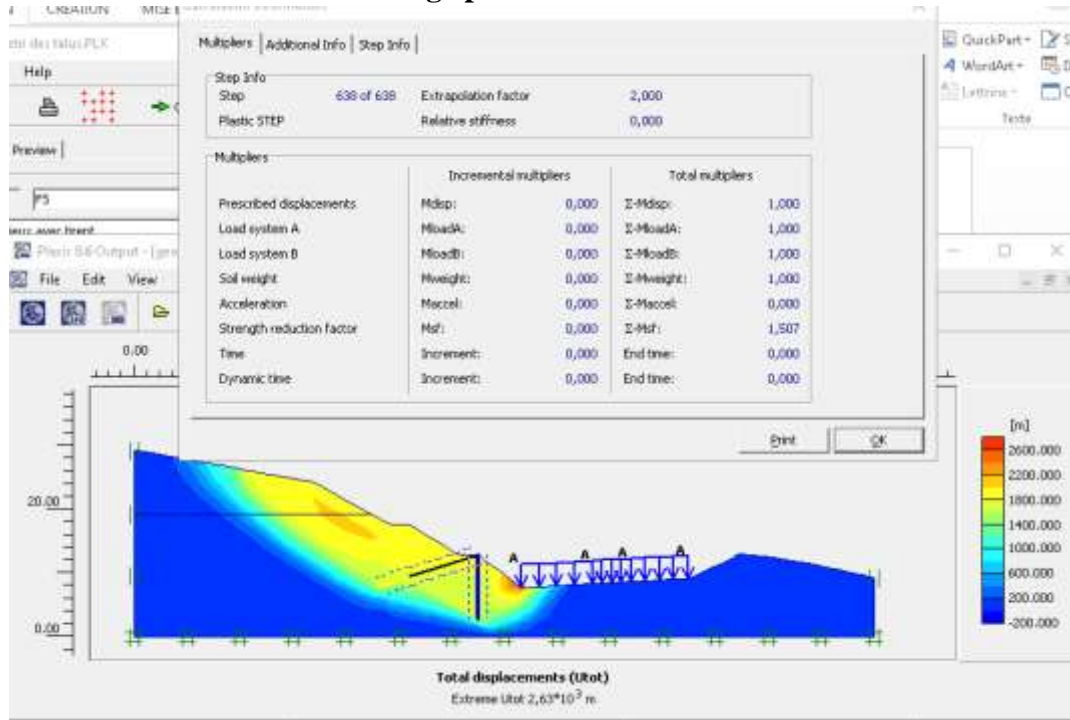 CREATION MISE
QuickPart
WordArt
Lettrine
Texte
Help
Preview
Multipliers Additional Info Step Info
Step Info
Step 638 of 638 Extrapolation factor 2,000
Plastic STEP Relative stiffness 0,000
Multipliers
Incremental multipliers Total multipliers
Prescribed displacements Mdisp: 0,000 Σ-Mdisp: 1,000
Load system A MloadA: 0,000 Σ-MloadA: 1,000
Load system B MloadB: 0,000 Σ-MloadB: 1,000
Soil weight Mweight: 0,000 Σ-Mweight: 1,000
Acceleration Maccel: 0,000 Σ-Maccel: 0,000
Strength reduction factor Msf: 0,000 Σ-Msf: 1,507
Time Increment: 0,000 End time: 0,000
Dynamic time Increment: 0,000 End time: 0,000
Print OK
Plaxis 8.6 Output - [
File Edit View
0.00
20.00
0.00
A A A A
[m]
2600.000
2200.000
1800.000
1400.000
1000.000
600.000
200.000
-200.000
Total displacements (Utot)
Extreme Utot 2,63*10³ m